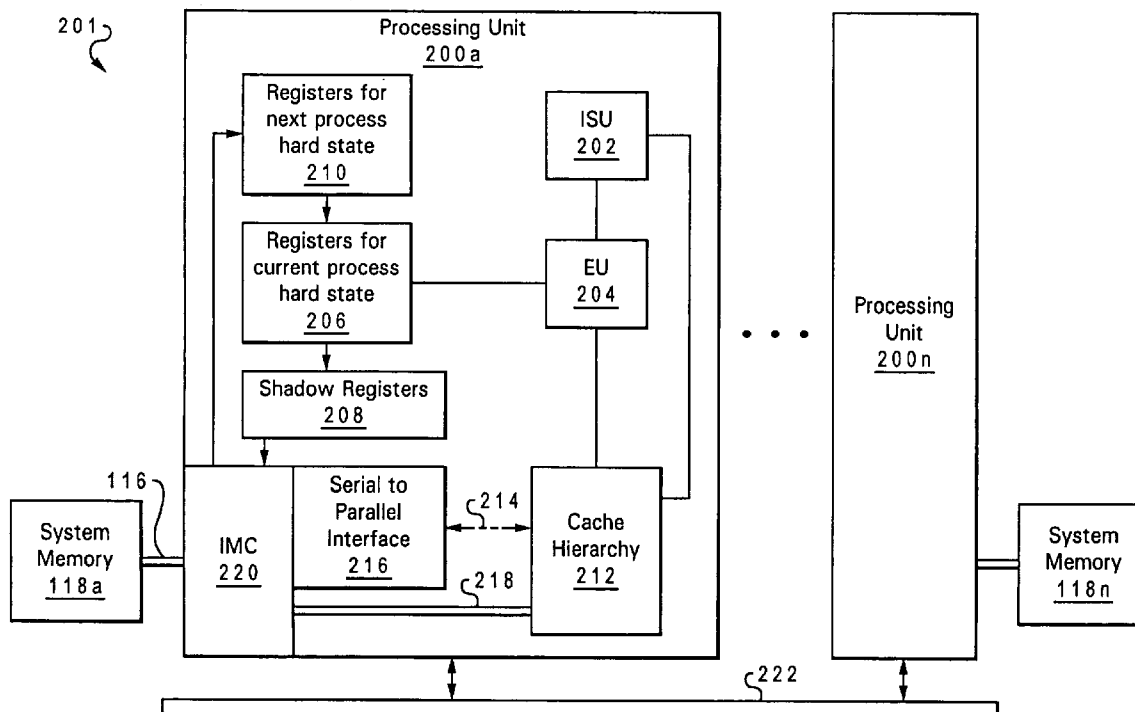 201
Processing Unit
200a
Registers for
next process
hard state
210
ISU
202
Registers for
current process
hard state
206
EU
204
Shadow Registers
208
116
System
Memory
118a
IMC
220
Serial to
Parallel
Interface
216
214
218
Cache
Hierarchy
212
Processing
Unit
200n
System
Memory
118n
222